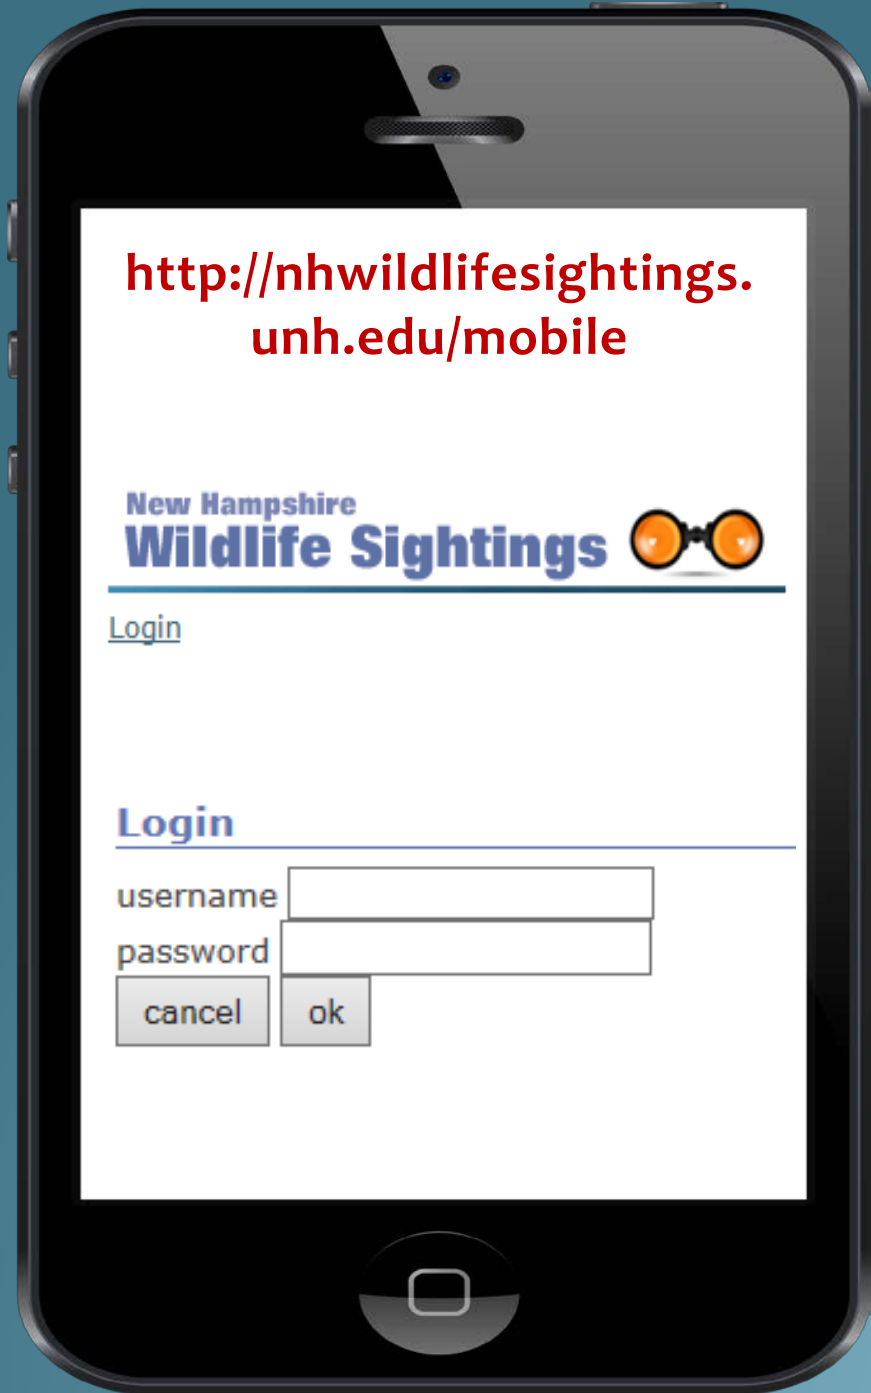 http://nhwildlifesightings.
unh.edu/mobile
New Hampshire
Wildlife Sightings
Login
Login
username
password
cancel ok